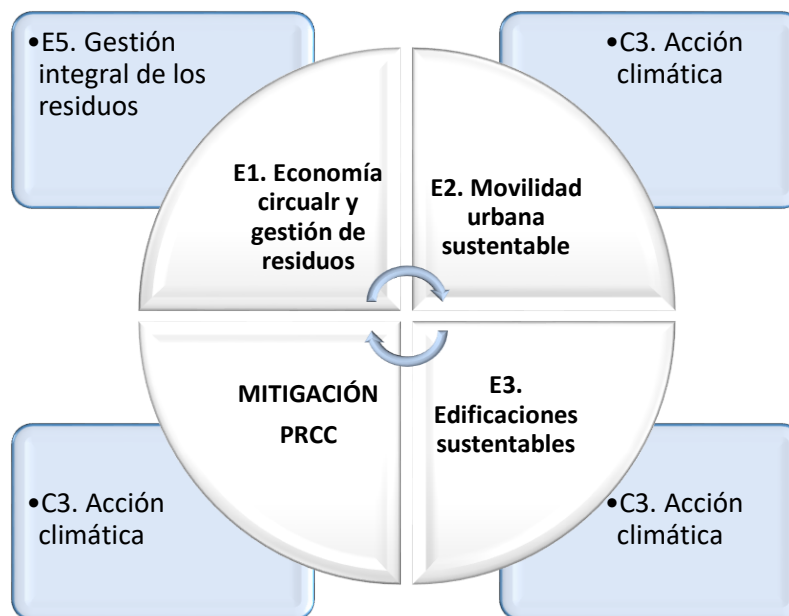 •E5. Gestión
integral de los
residuos
•C3. Acción
climática
E1. Economía
circualr y
gestión de
residuos
E2. Movilidad
urbana
sustentable
MITIGACIÓN
PRCC
E3.
Edificaciones
sustentables
•C3. Acción
climática
•C3. Acción
climática